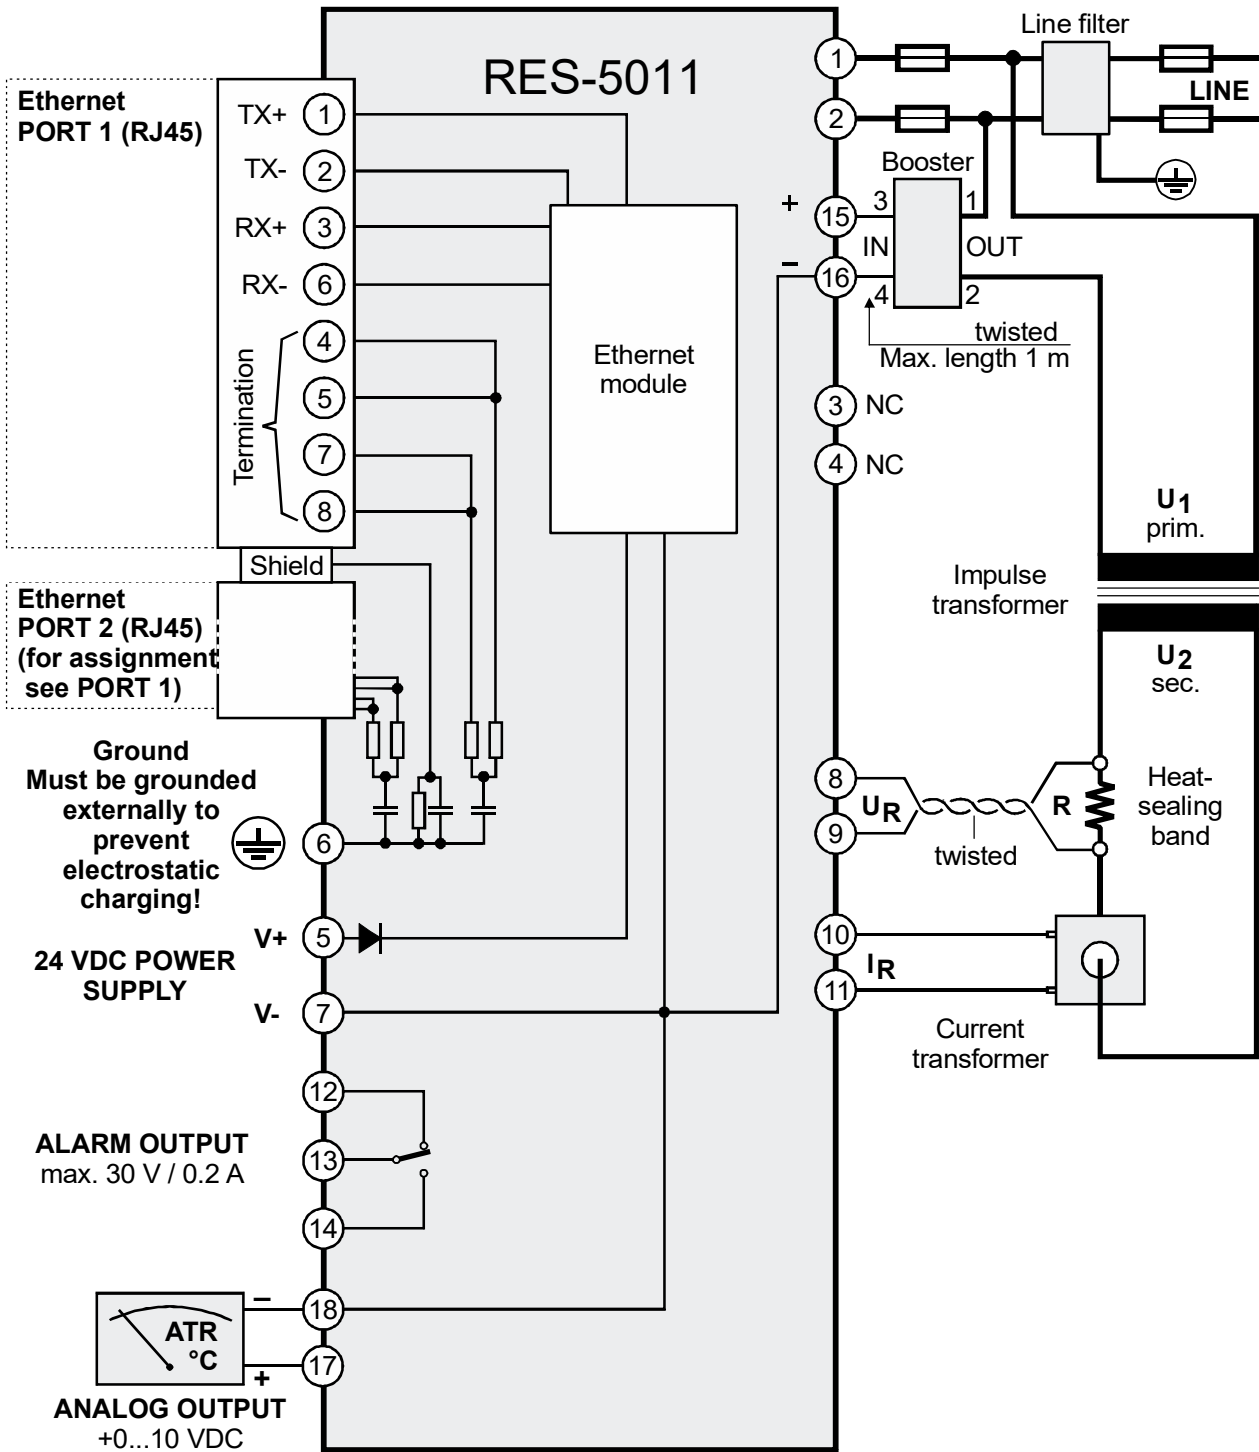 RES-5011
Ethernet
PORT 1 (RJ45)
TX+ 1
TX- 2
RX+ 3
RX- 6
4
5
7
8
Termination
Shield
Ethernet
PORT 2 (RJ45)
(for assignment
see PORT 1)
Ethernet
module
Ground
Must be grounded
externally to
prevent
electrostatic
charging!
6
V+ 5
24 VDC POWER
SUPPLY
V- 7
12
ALARM OUTPUT
max. 30 V / 0.2 A
13
14
– 18
ATR
°C
+ 17
ANALOG OUTPUT
+0...10 VDC
Line filter
1
LINE
2
Booster
+ 15 3 1
IN OUT
– 16 4 2
twisted
Max. length 1 m
3 NC
4 NC
U1
prim.
Impulse
transformer
U2
sec.
8
UR
9
twisted
R
Heat-
sealing
band
10
IR
11
Current
transformer